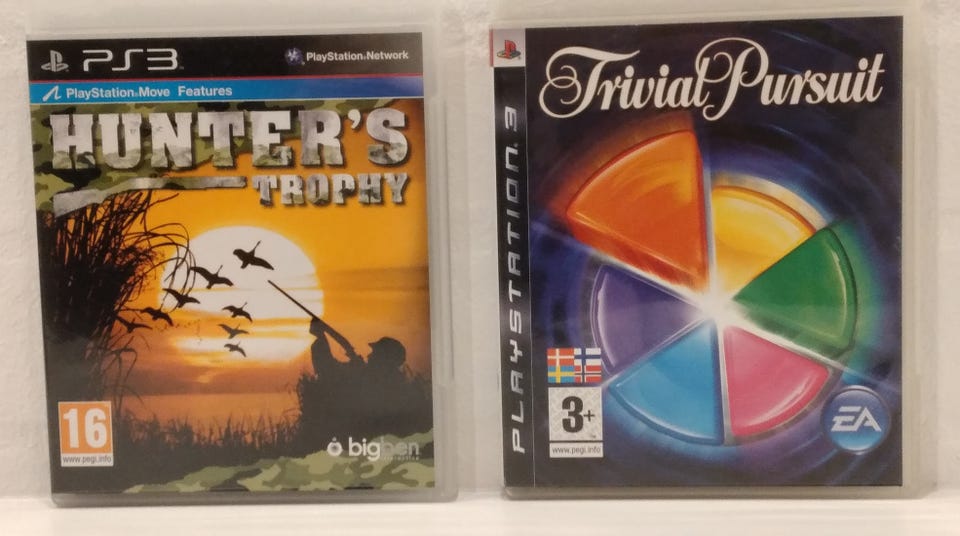 PS3
PlayStation®Network
PlayStation®Move Features
HUNTER'S
TROPHY
16
www.pegi.info
bigben
PLAYSTATION 3
Trivial Pursuit
3+
www.pegi.info
EA